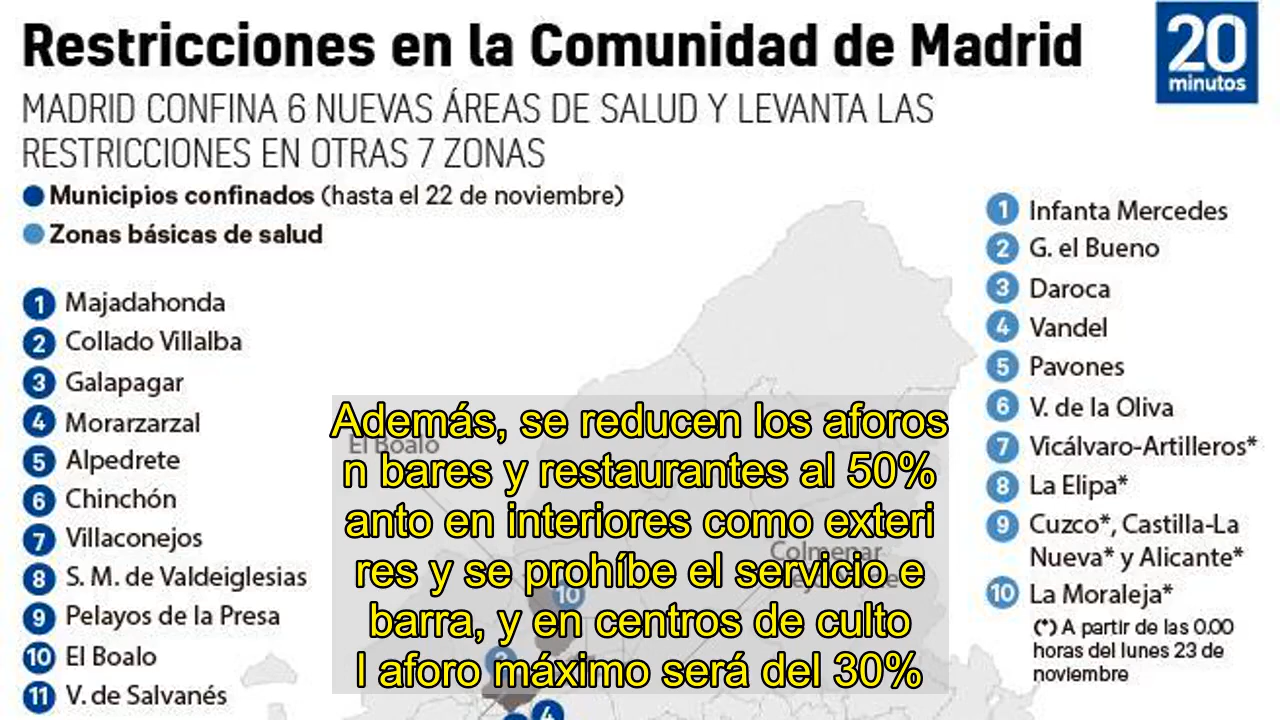 Restricciones en la Comunidad de Madrid
20
minutos
MADRID CONFINA 6 NUEVAS ÁREAS DE SALUD Y LEVANTA LAS
RESTRICCIONES EN OTRAS 7 ZONAS
Municipios confinados (hasta el 22 de noviembre)
Zonas básicas de salud
1 Majadahonda
2 Collado Villalba
3 Galapagar
4 Morarzarzal
5 Alpedrete
6 Chinchón
7 Villaconejos
8 S. M. de Valdeiglesias
9 Pelayos de la Presa
10 El Boalo
11 V. de Salvanés
El Boalo
Colmenar
10
4
Además, se reducen los aforos
n bares y restaurantes al 50%
anto en interiores como exteri
res y se prohíbe el servicio e
barra, y en centros de culto
l aforo máximo será del 30%
1 Infanta Mercedes
2 G. el Bueno
3 Daroca
4 Vandel
5 Pavones
6 V. de la Oliva
7 Vicálvaro-Artilleros*
8 La Elipa*
9 Cuzco*, Castilla-La
Nueva* y Alicante*
10 La Moraleja*
(*) A partir de las 0.00
horas del lunes 23 de
noviembre